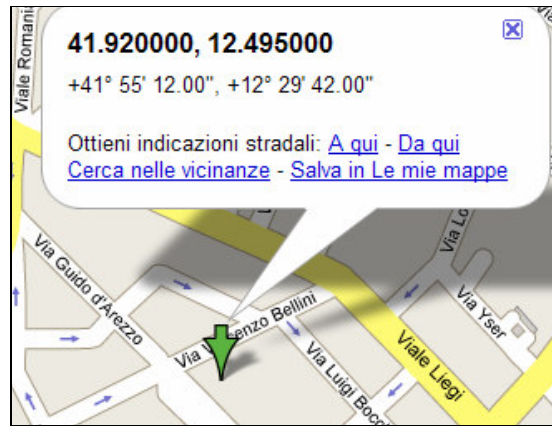 41.920000, 12.495000
+41° 55' 12.00", +12° 29' 42.00"
Ottieni indicazioni stradali: A qui - Da qui
Cerca nelle vicinanze - Salva in Le mie mappe
Viale Romania
Via Guido d'Arezzo
Bellini
Via Luigi
Viale Liegi
Via Yser